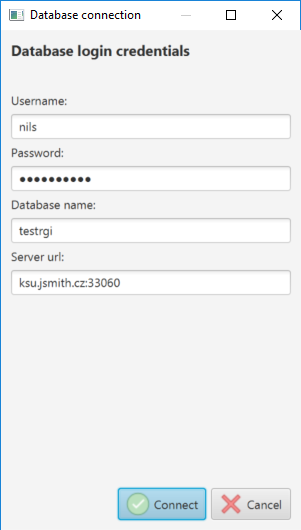 Database connection
Database login credentials
Username:
nils
Password:
●●●●●●●●●●
Database name:
testrgi
Server url:
ksu.jsmith.cz:33060
Connect
Cancel